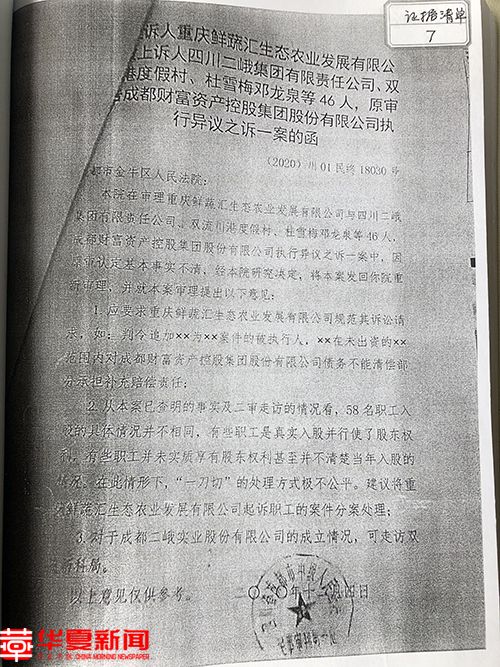 证据清单
7
诉人重庆鲜蔬汇生态农业发展有限公
上诉人四川二峨集团有限责任公司、双
港度假村、杜雪梅邓龙泉等46人，原审
告成都财富资产控股集团股份有限公司执
行异议之诉一案的函
（2020）川01民终18030号
都市金牛区人民法院：
本院在审理重庆鲜蔬汇生态农业发展有限公司与四川二峨
集团有限责任公司、双流川港度假村、杜雪梅邓龙泉等46人，
成都财富资产控股集团股份有限公司执行异议之诉一案中，因
原审认定基本事实不清，经本院研究决定，将本案发回你院重
新审理，并就本案审理提出以下意见：
1.应要求重庆鲜蔬汇生态农业发展有限公司规范其诉讼请
求，如：判令追加××为××案件的被执行人，××在未出资的××
范围内对成都财富资产控股集团股份有限公司债务不能清偿部
分承担补充赔偿责任；
2.从本案已查明的事实及二审走访的情况看，58名职工入
股的具体情况并不相同，有些职工是真实入股并行使了股东权
利，有些职工并未实质享有股东权利甚至并不清楚当年入股的
情况。在此情形下，“一刀切”的处理方式极不公平。建议将重
庆鲜蔬汇生态农业发展有限公司起诉职工的案件分案处理；
3.对于成都二峨实业股份有限公司的成立情况，可走访双
科局。
以上意见仅供参考。
二〇二〇年十二月四日
华夏新闻
CHINA MORNING NEWSPAPER